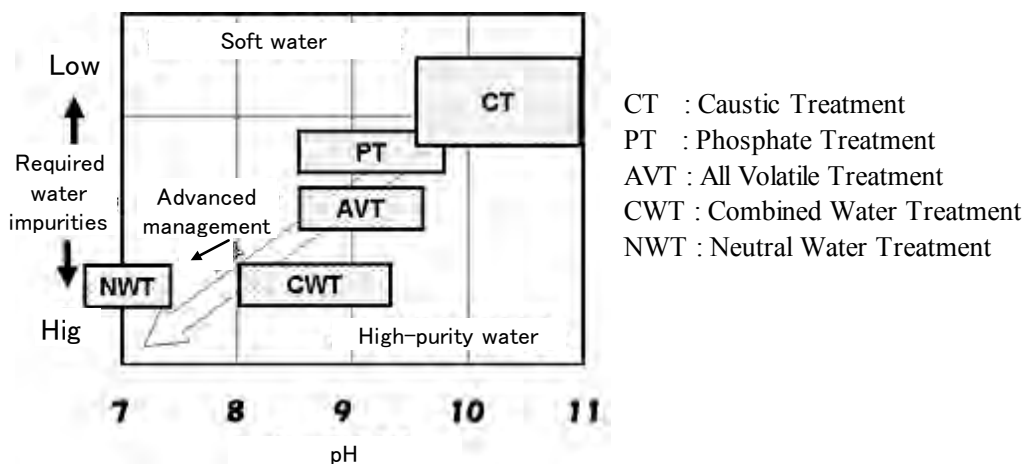 Soft water
Low
CT
Required
water
impurities
PT
Advanced
management
AVT
NWT
CWT
Hig
High-purity water
7 8 9 10 11
pH
CT : Caustic Treatment
PT : Phosphate Treatment
AVT : All Volatile Treatment
CWT : Combined Water Treatment
NWT : Neutral Water Treatment